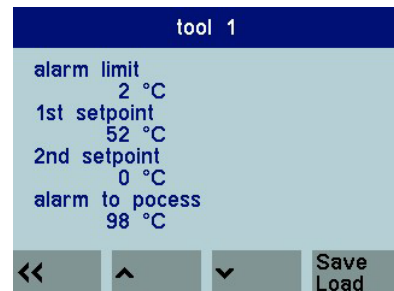 tool 1
alarm limit
2 °C
1st setpoint
52 °C
2nd setpoint
0 °C
alarm to pocess
98 °C
Save
Load